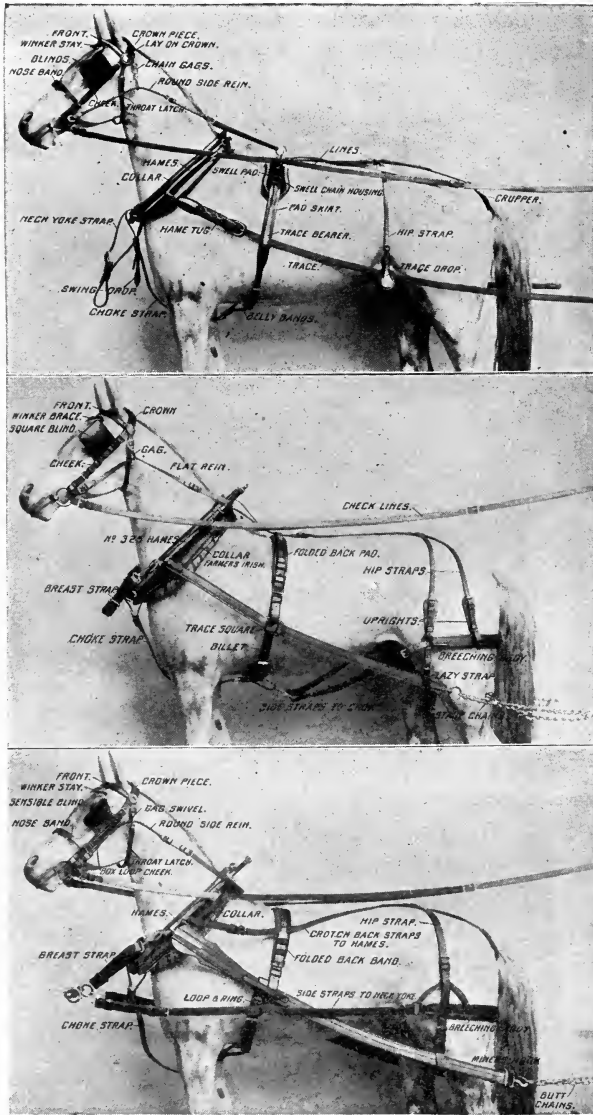 FRONT.
WINKER STAY.
BLINDS.
NOSE BAND.
CROWN PIECE.
LAY ON CROWN.
CHAIN GAGS.
ROUND SIDE REIN.
CHEEK.
THROAT LATCH.
LINES.
HAMES.
COLLAR.
SWELL PAD.
SWELL CHAIN HOUSING.
CRUPPER.
PAD SKIRT.
NECK YOKE STRAP.
HAME TUG.
TRACE BEARER.
HIP STRAP.
TRACE.
TRACE DROP.
SWING DROP.
CHOKE STRAP.
BELLY BANDS.
FRONT.
WINKER BRACE.
SQUARE BLIND.
CROWN
GAG.
CHEEK.
FLAT REIN.
CHECK LINES.
No 325 HAMES.
COLLAR
FARMERS IRISH.
FOLDED BACK PAD.
HIP STRAPS
BREAST STRAP
UPRIGHTS.
CHOKE STRAP.
TRACE SQUARE
BILLET.
BREECHING BODY.
LAZY STRAP
SIDE STRAPS TO
CHAIN
FRONT.
WINKER STAY.
SENSIBLE BLIND.
NOSE BAND.
CROWN PIECE.
GAG SWIVEL.
ROUND SIDE REIN.
THROAT LATCH.
BOX LOOP CHEEK.
HAMES.
COLLAR.
HIP STRAP.
CROTCH BACK STRAPS
TO HAMES.
BREAST STRAP
FOLDED BACK BAND.
LOOP & RING.
SIDE STRAPS TO NECK YOKE.
CHOKE STRAP.
BREECHING BODY
HOOK
BUTT
CHAINS.